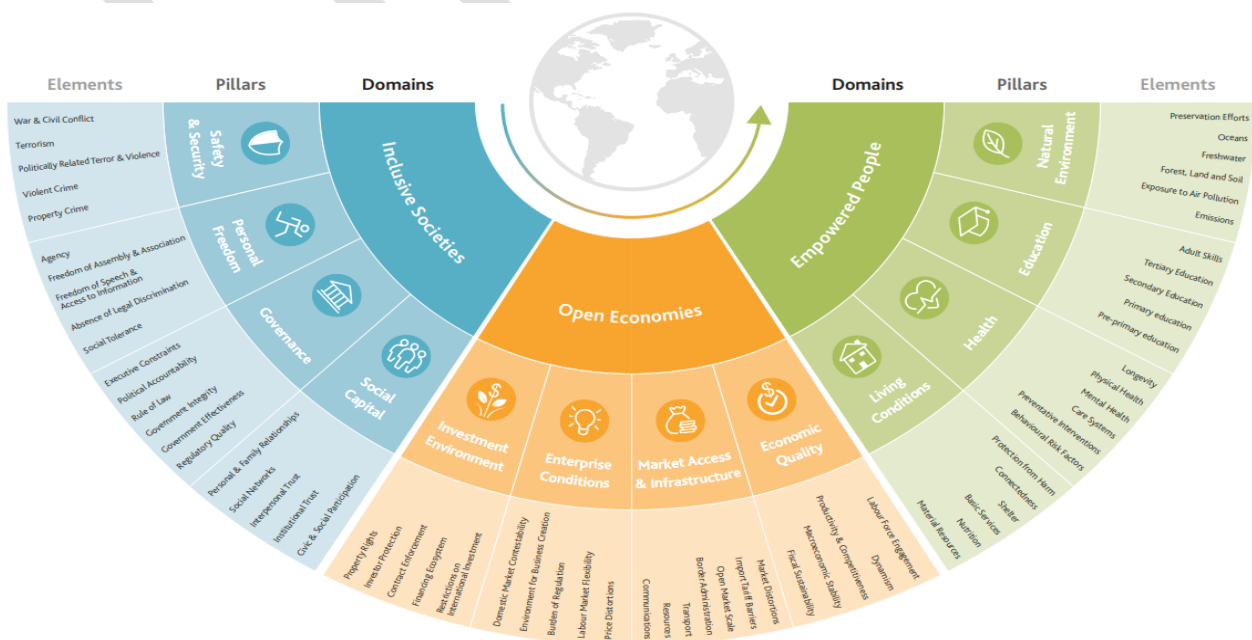 Elements
Pillars
Domains
Domains
Pillars
Elements
War & Civil Conflict
Terrorism
Politically Related Terror & Violence
Violent Crime
Property Crime
Safety
& Security
Inclusive Societies
Agency
Freedom of Assembly & Association
Freedom of Speech &
Access to Information
Absence of Legal Discrimination
Social Tolerance
Personal
Freedom
Executive Constraints
Political Accountability
Rule of Law
Government Integrity
Government Effectiveness
Regulatory Quality
Governance
Personal & Family Relationships
Social Networks
Interpersonal Trust
Institutional Trust
Civic & Social Participation
Social
Capital
Open Economies
Investment
Environment
Property Rights
Investor Protection
Contract Enforcement
Financing Ecosystem
Restrictions on
International Investment
Enterprise
Conditions
Domestic Market Contestability
Environment for Business Creation
Burden of Regulation
Labour Market Flexibility
Price Distortions
Market Access
& Infrastructure
Communications
Resources
Transport
Border Administration
Open Market Scale
Import Tariff Barriers
Market Distortions
Economic
Quality
Fiscal Sustainability
Macroeconomic Stability
Productivity & Competitiveness
Dynamism
Labour Force Engagement
Empowered People
Living
Conditions
Material Resources
Nutrition
Basic Services
Shelter
Connectedness
Protection from Harm
Health
Behavioural Risk Factors
Preventative Interventions
Care Systems
Mental Health
Physical Health
Longevity
Education
Pre-primary education
Primary education
Secondary Education
Tertiary Education
Adult Skills
Natural
Environment
Emissions
Exposure to Air Pollution
Forest, Land and Soil
Freshwater
Oceans
Preservation Efforts